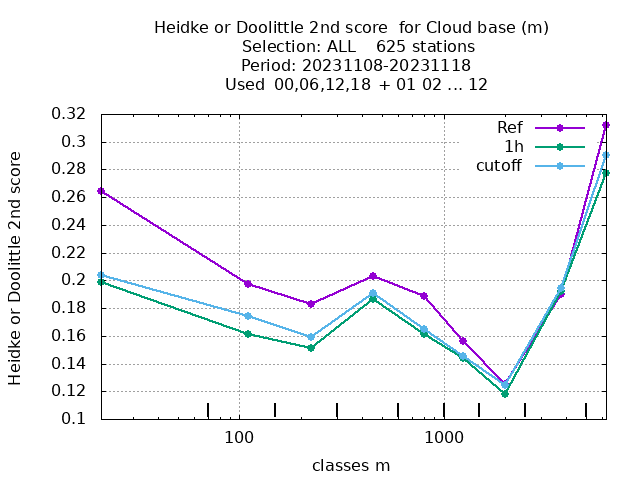 Heidke or Doolittle 2nd score  for Cloud base (m)
Selection: ALL    625 stations
Period: 20231108-20231118
Used  00,06,12,18  + 01 02 ... 12
Heidke or Doolittle 2nd score
0.32
0.3
0.28
0.26
0.24
0.22
0.2
0.18
0.16
0.14
0.12
0.1
Ref
1h
cutoff
100
1000
classes m